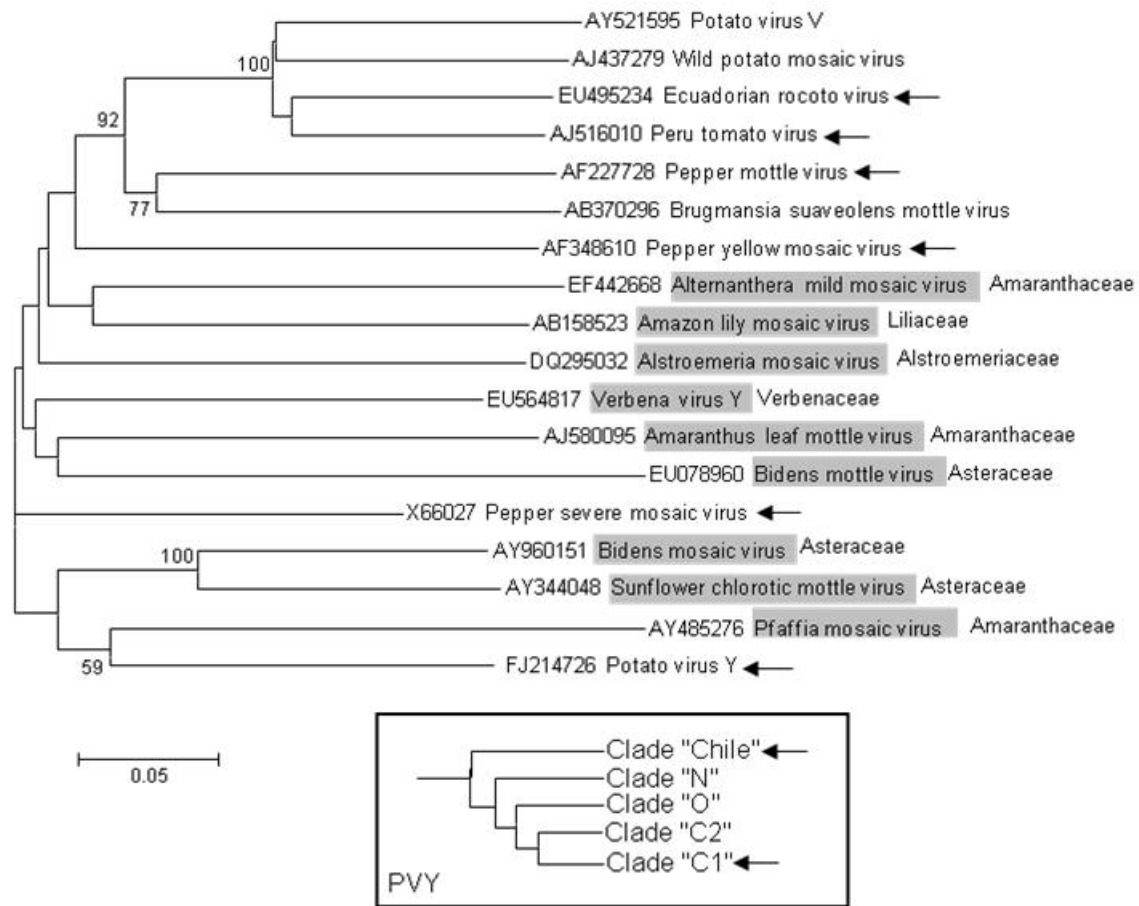 AY521595 Potato virus V
AJ437279 Wild potato mosaic virus
100
EU495234 Ecuadorian rocoto virus
92
AJ516010 Peru tomato virus
AF227728 Pepper mottle virus
77
AB370296 Brugmansia suaveolens mottle virus
AF348610 Pepper yellow mosaic virus
EF442668 Alternanthera mild mosaic virus Amaranthaceae
AB158523 Amazon lily mosaic virus Liliaceae
DQ295032 Alstroemeria mosaic virus Alstroemeriaceae
EU564817 Verbena virus Y Verbenaceae
AJ580095 Amaranthus leaf mottle virus Amaranthaceae
EU078960 Bidens mottle virus Asteraceae
X66027 Pepper severe mosaic virus
100
AY960151 Bidens mosaic virus Asteraceae
AY344048 Sunflower chlorotic mottle virus Asteraceae
AY485276 Pfaffia mosaic virus Amaranthaceae
59
FJ214726 Potato virus Y
0.05
Clade "Chile"
Clade "N"
Clade "O"
Clade "C2"
Clade "C1"
PVY